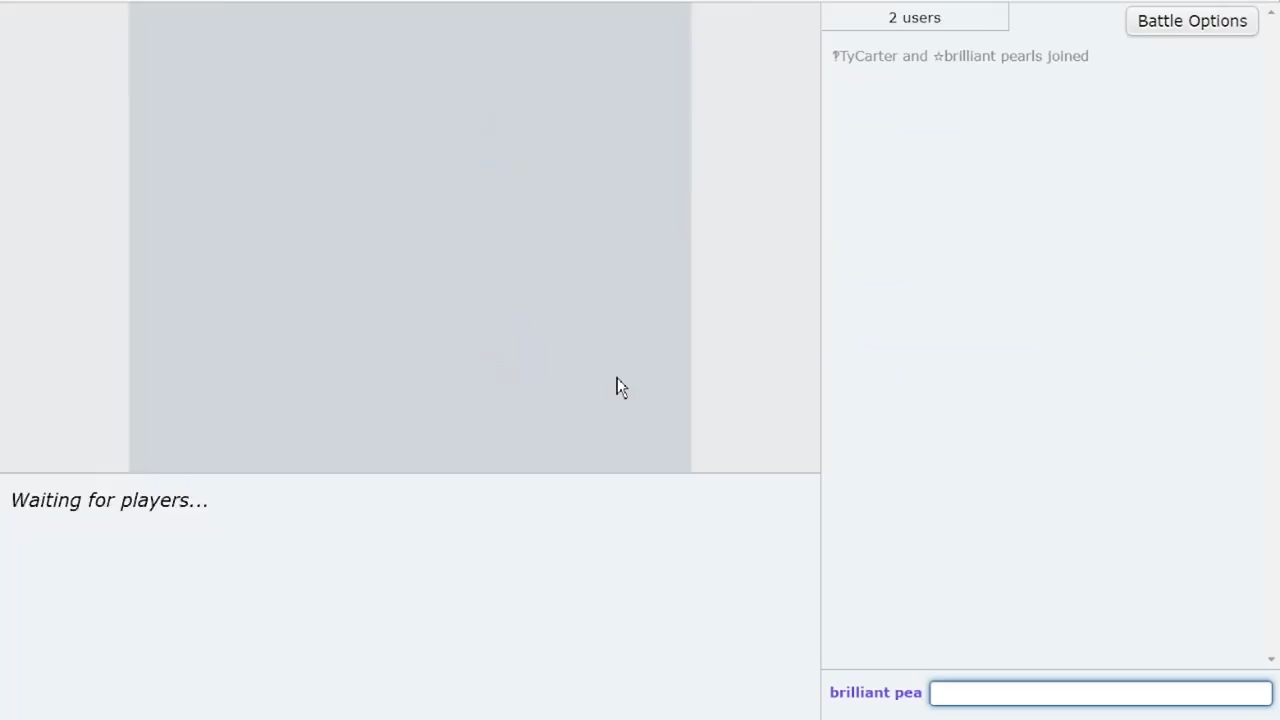 2 users
Battle Options
‽TyCarter and ☆brilliant pearls joined
Waiting for players...
brilliant pea